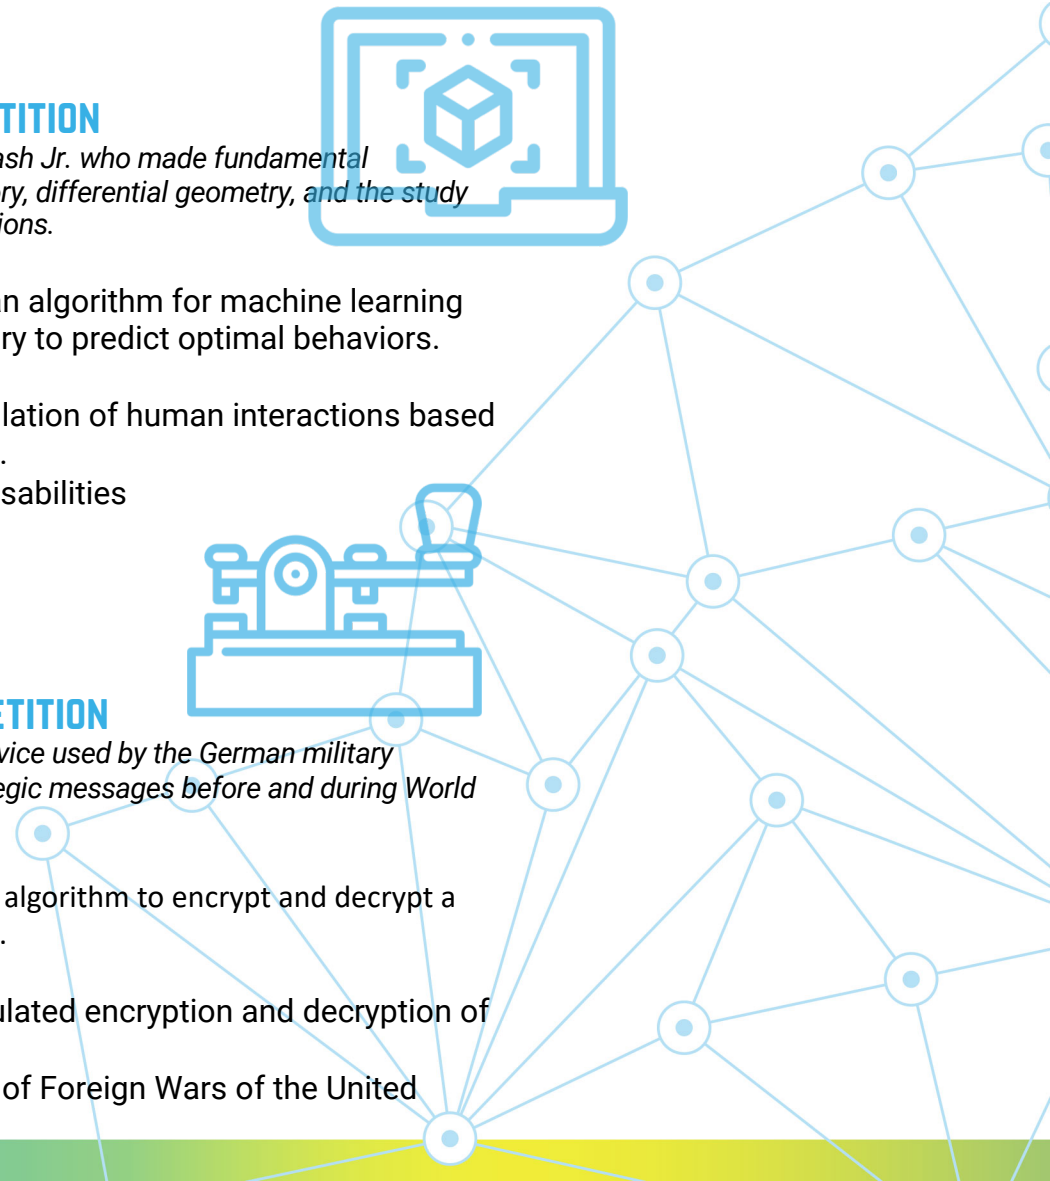 TITION
ash Jr. who made fundamental
ry, differential geometry, and the study
ions.
an algorithm for machine learning
ry to predict optimal behaviors.
lation of human interactions based
.
sabilities
ETITION
vice used by the German military
egic messages before and during World
algorithm to encrypt and decrypt a
.
ulated encryption and decryption of
of Foreign Wars of the United